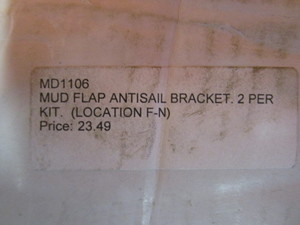 MD1106
MUD FLAP ANTISAIL BRACKET. 2 PER
KIT. (LOCATION F-N)
Price: 23.49